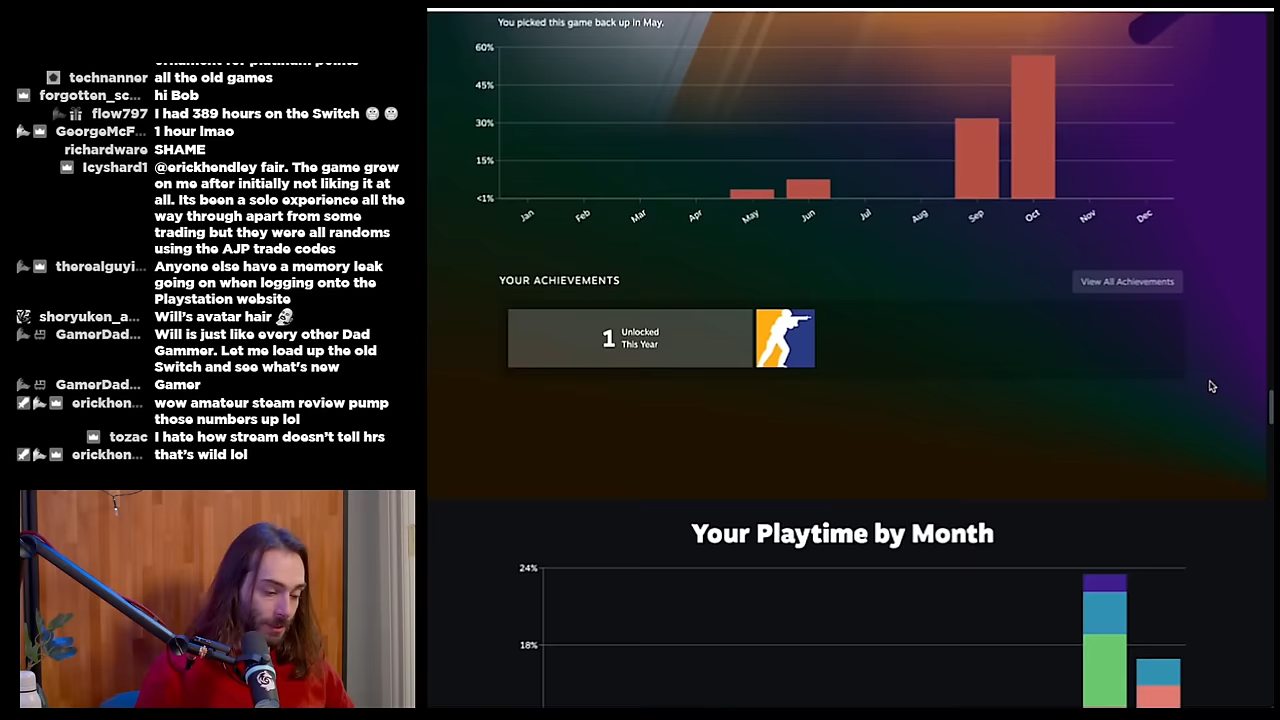 technanner all the old games
forgotten_sc... hi Bob
flow797 I had 389 hours on the Switch
GeorgeMcF... 1 hour lmao
richardware SHAME
Icyshard1 @erickhendley fair. The game grew
on me after initially not liking it at
all. Its been a solo experience all the
way through apart from some
trading but they were all randoms
using the AJP trade codes
therealguyi... Anyone else have a memory leak
going on when logging onto the
Playstation website
shoryuken_a... Will's avatar hair
GamerDad... Will is just like every other Dad
Gammer. Let me load up the old
Switch and see what's new
GamerDad... Gamer
erickhen... wow amateur steam review pump
those numbers up lol
tozac I hate how stream doesn't tell hrs
erickhen... that's wild lol
You picked this game back up in May.
60%
45%
30%
15%
<1%
Jan Feb Mar Apr May Jun Jul Aug Sep Oct Nov Dec
YOUR ACHIEVEMENTS
View All Achievements
1 Unlocked
This Year
Your Playtime by Month
24%
18%